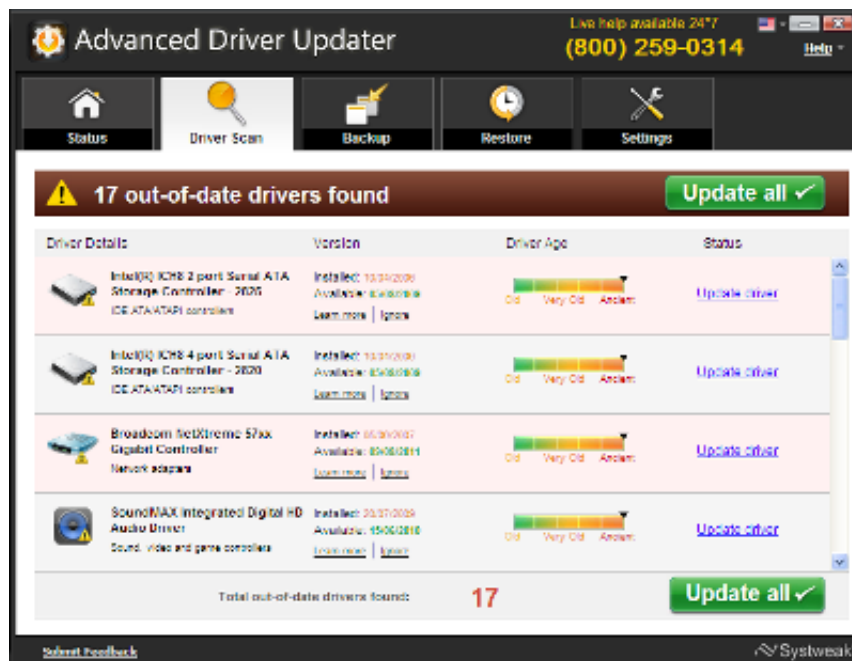 Advanced Driver Updater
Live help available 24*7
(800) 259-0314
Help
Status
Driver Scan
Backup
Restore
Settings
17 out-of-date drivers found
Update all
Driver Details
Version
Driver Age
Status
Intel(R) ICH8 2 port Serial ATA
Storage Controller - 2825
IDE ATA/ATAPI controllers
Installed:
Available:
Learn more | Ignore
Old Very Old Ancient
Update driver
Intel(R) ICH8 4 port Serial ATA
Storage Controller - 2820
IDE ATA/ATAPI controllers
Installed:
Available:
Learn more | Ignore
Old Very Old Ancient
Update driver
Broadcom NetXtreme 57xx
Gigabit Controller
Network adapters
Installed:
Available:
Learn more | Ignore
Old Very Old Ancient
Update driver
SoundMAX Integrated Digital HD
Audio Driver
Sound, video and game controllers
Installed:
Available:
Learn more | Ignore
Old Very Old Ancient
Update driver
Total out-of-date drivers found:
17
Update all
Submit Feedback
Systweak